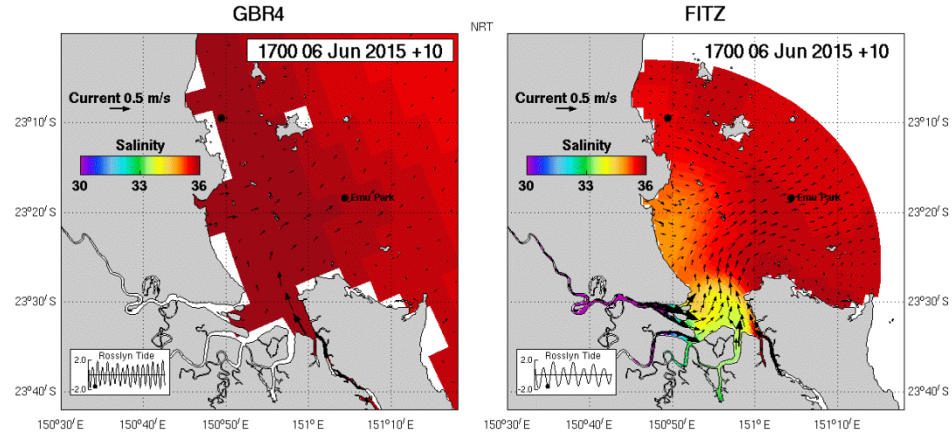 GBR4
NRT
FITZ
1700 06 Jun 2015 +10
1700 06 Jun 2015 +10
Current 0.5 m/s
Current 0.5 m/s
23°10' S
23°10' S
Salinity
Salinity
30 33 36
30 33 36
Emu Park
Emu Park
23°20' S
23°20' S
23°30' S
23°30' S
Rosslyn Tide
Rosslyn Tide
2.0
2.0
-2.0
-2.0
23°40' S
23°40' S
150°30' E 150°40' E 150°50' E 151° E 151°10' E
150°30' E 150°40' E 150°50' E 151° E 151°10' E